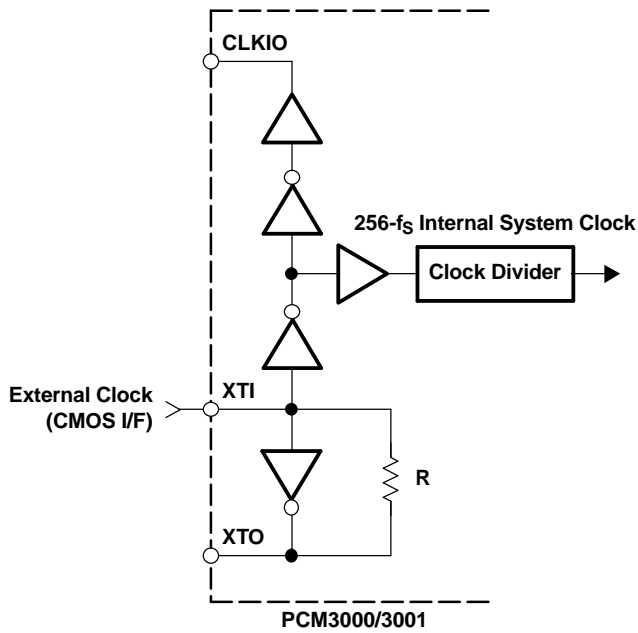 CLKIO
256-fS Internal System Clock
Clock Divider
XTI
External Clock
(CMOS I/F)
R
XTO
PCM3000/3001